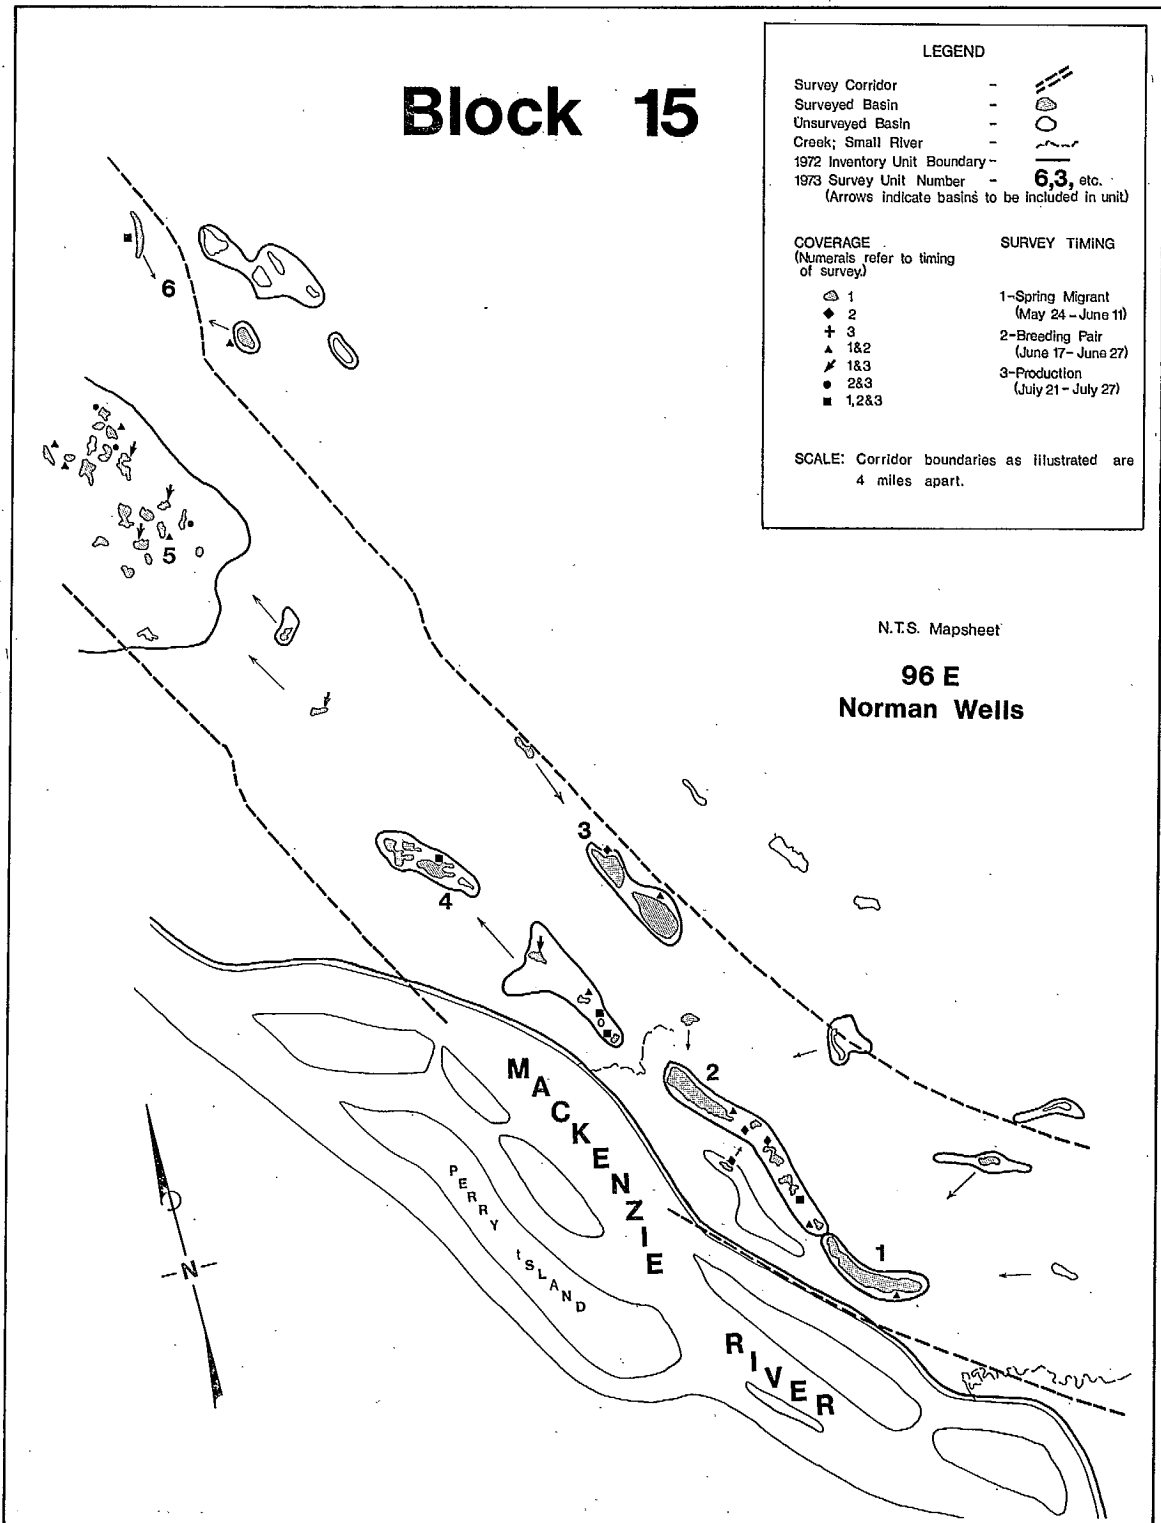 Block 15
LEGEND
Survey Corridor -
Surveyed Basin -
Unsurveyed Basin -
Creek; Small River -
1972 Inventory Unit Boundary -
1973 Survey Unit Number - 6,3, etc.
(Arrows indicate basins to be included in unit)
COVERAGE
(Numerals refer to timing
of survey.)
1
2
3
1&2
1&3
2&3
1,2&3
SURVEY TIMING
1-Spring Migrant
(May 24 - June 11)
2-Breeding Pair
(June 17 - June 27)
3-Production
(July 21 - July 27)
SCALE: Corridor boundaries as illustrated are
4 miles apart.
N.T.S. Mapsheet
96 E
Norman Wells
6
5
3
4
2
1
MACKENZIE
RIVER
PERRY ISLAND
N